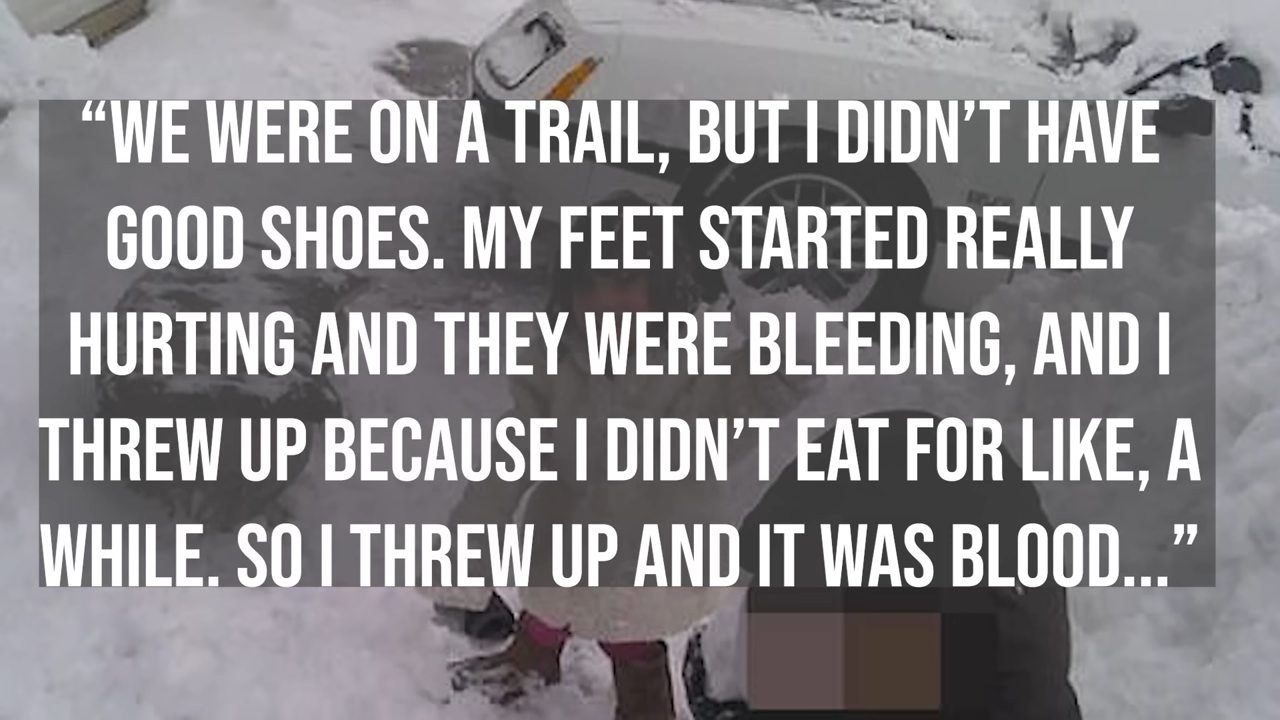 “WE WERE ON A TRAIL, BUT I DIDN’T HAVE
GOOD SHOES. MY FEET STARTED REALLY
HURTING AND THEY WERE BLEEDING, AND I
THREW UP BECAUSE I DIDN’T EAT FOR LIKE, A
WHILE. SO I THREW UP AND IT WAS BLOOD...”